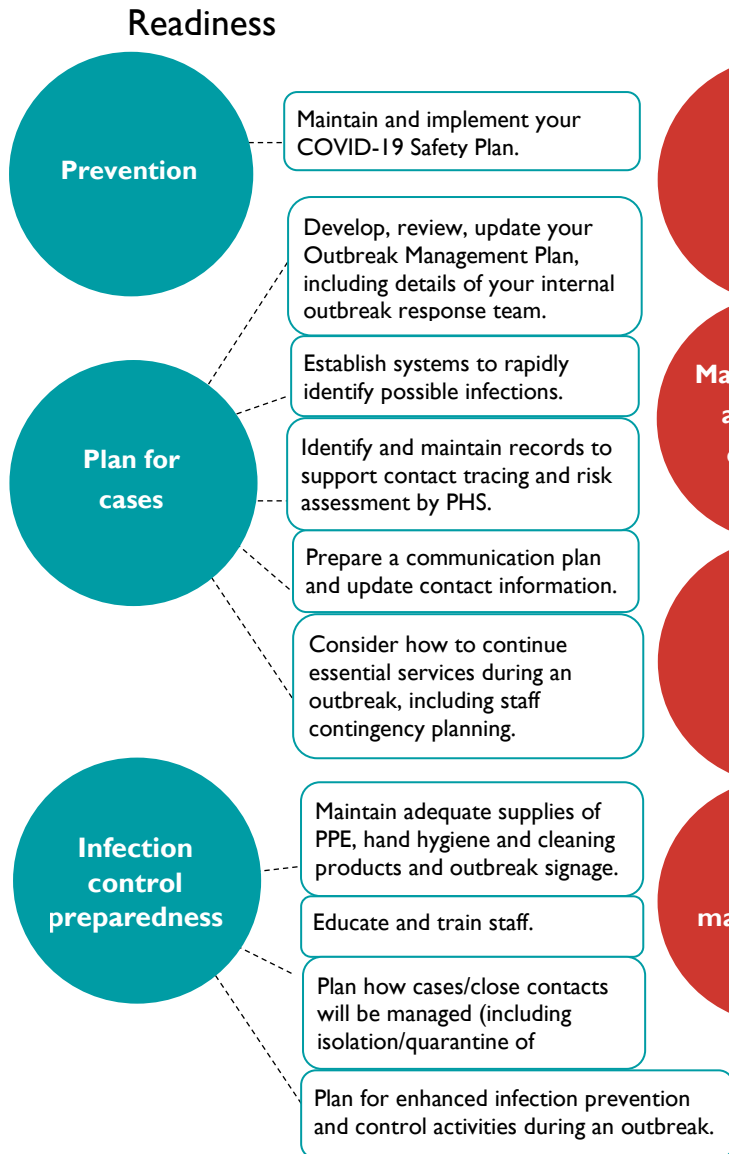 Readiness
Prevention
Maintain and implement your
COVID-19 Safety Plan.
Plan for
cases
Develop, review, update your
Outbreak Management Plan,
including details of your internal
outbreak response team.
Establish systems to rapidly
identify possible infections.
Identify and maintain records to
support contact tracing and risk
assessment by PHS.
Prepare a communication plan
and update contact information.
Consider how to continue
essential services during an
outbreak, including staff
contingency planning.
Infection
control
preparedness
Maintain adequate supplies of
PPE, hand hygiene and cleaning
products and outbreak signage.
Educate and train staff.
Plan how cases/close contacts
will be managed (including
isolation/quarantine of
Plan for enhanced infection prevention
and control activities during an outbreak.